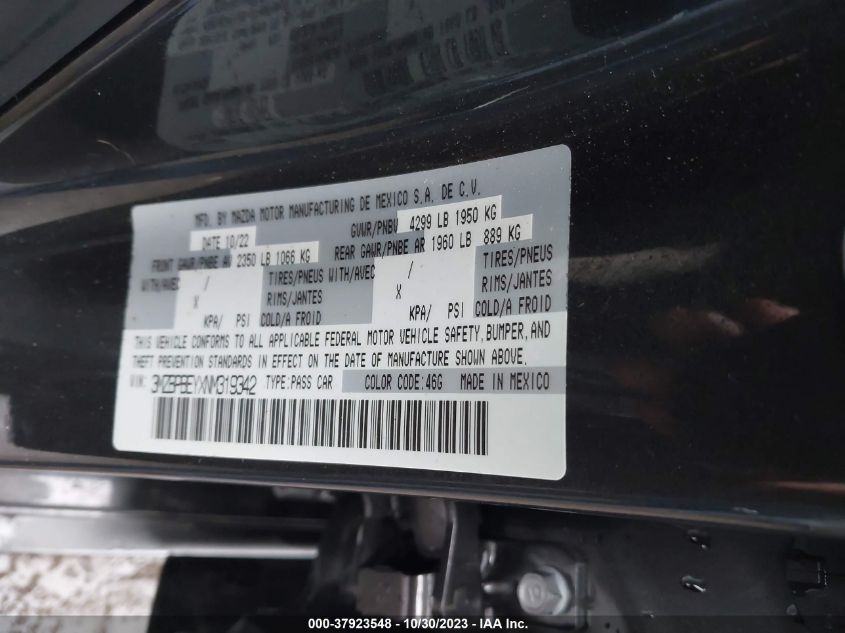 MFD. BY MAZDA MOTOR MANUFACTURING DE MEXICO S.A. DE C.V.
DATE 10/22 GVWR/PNBV 4299 LB 1950 KG
FRONT GAWR/PNBE AV 2350 LB 1066 KG REAR GAWR/PNBE AR 1960 LB 889 KG
WITH/AVEC / TIRES/PNEUS WITH/AVEC / TIRES/PNEUS
X RIMS/JANTES X RIMS/JANTES
KPA/ PSI COLD/A FROID KPA/ PSI COLD/A FROID
THIS VEHICLE CONFORMS TO ALL APPLICABLE FEDERAL MOTOR VEHICLE SAFETY, BUMPER, AND
THEFT PREVENTION STANDARDS IN EFFECT ON THE DATE OF MANUFACTURE SHOWN ABOVE.
VIN: 3MZBPBEYXNM319342 TYPE:PASS CAR COLOR CODE:46G MADE IN MEXICO
000-37923548 - 10/30/2023 - IAA Inc.